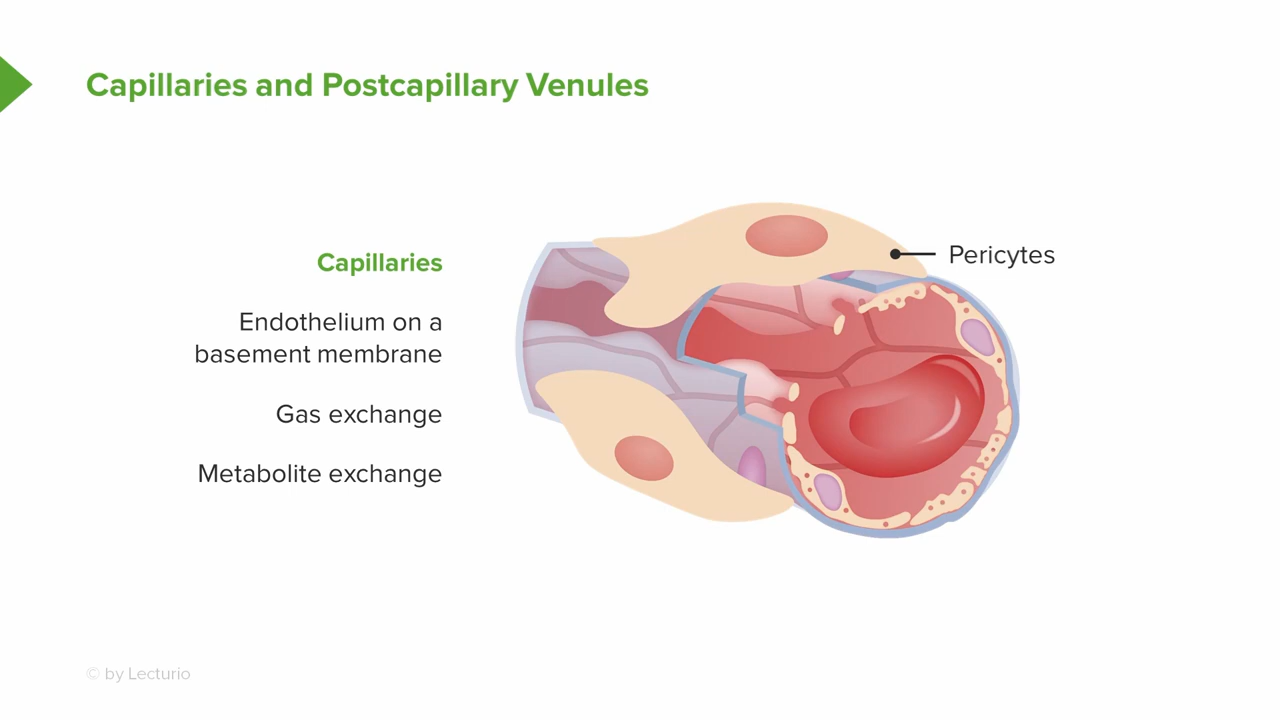 Capillaries and Postcapillary Venules
Capillaries
Endothelium on a
basement membrane
Gas exchange
Metabolite exchange
Pericytes
© by Lecturio